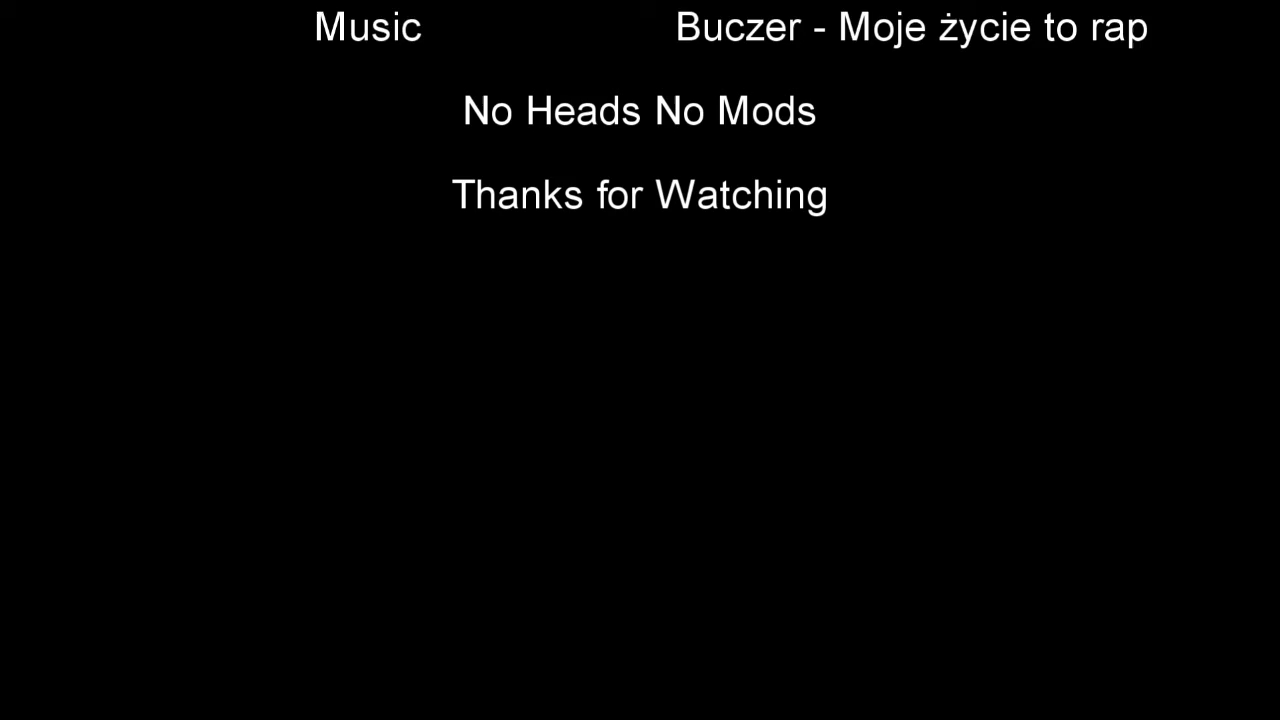 Music Buczer - Moje życie to rap
No Heads No Mods
Thanks for Watching